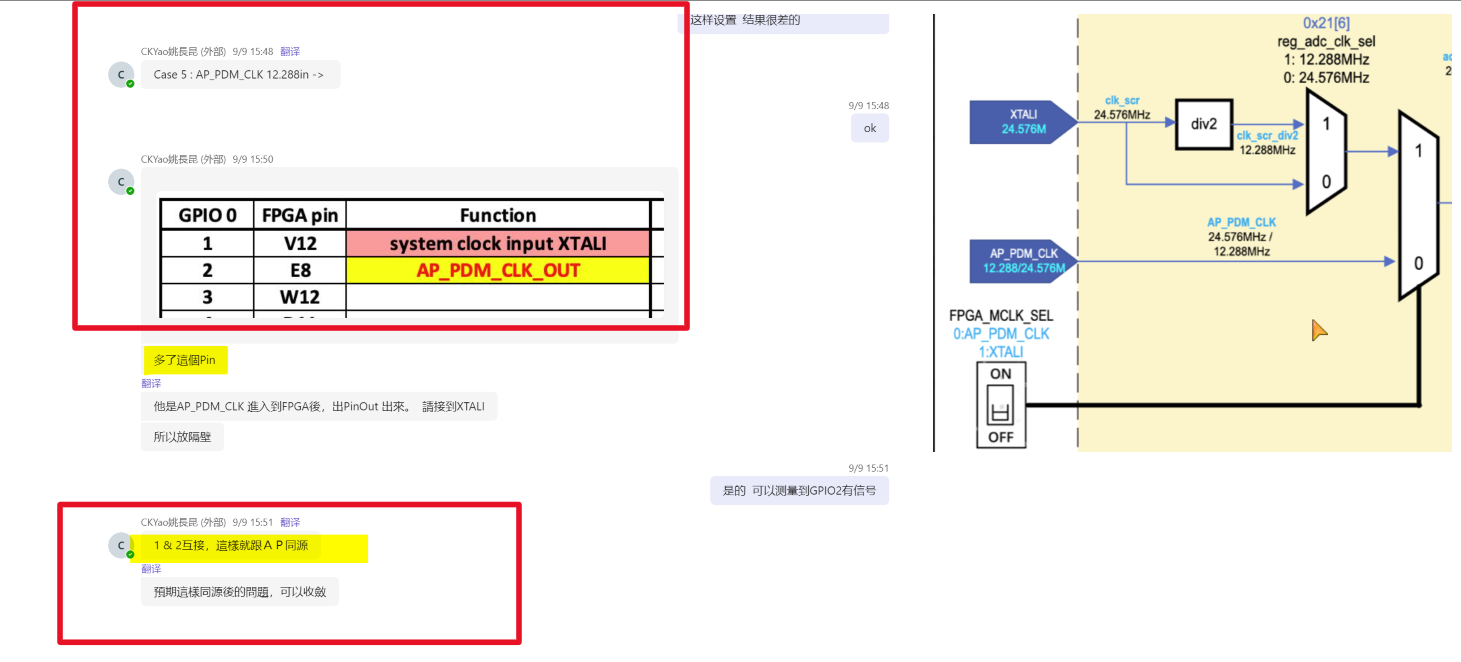 这样设置 结果很差的
CKYao姚長昆 (外部) 9/9 15:48 翻译
C
Case 5 : AP_PDM_CLK 12.288in ->
9/9 15:48
ok
CKYao姚長昆 (外部) 9/9 15:50
C
GPIO 0 FPGA pin Function
1 V12 system clock input XTALI
2 E8 AP_PDM_CLK_OUT
3 W12
多了這個Pin
翻译
他是AP_PDM_CLK 進入到FPGA後，出PinOut 出來。 請接到XTALI
所以放隔壁
9/9 15:51
是的 可以测量到GPIO2有信号
CKYao姚長昆 (外部) 9/9 15:51 翻译
C
1 & 2互接，這樣就跟ＡＰ同源
翻译
預期這樣同源後的問題，可以收斂
0x21[6]
reg_adc_clk_sel
1: 12.288MHz
0: 24.576MHz
XTALI
24.576M
clk_scr
24.576MHz
div2
clk_scr_div2
12.288MHz
1
0
1
0
AP_PDM_CLK
24.576MHz /
12.288MHz
AP_PDM_CLK
12.288/24.576M
FPGA_MCLK_SEL
0:AP_PDM_CLK
1:XTALI
ON
OFF